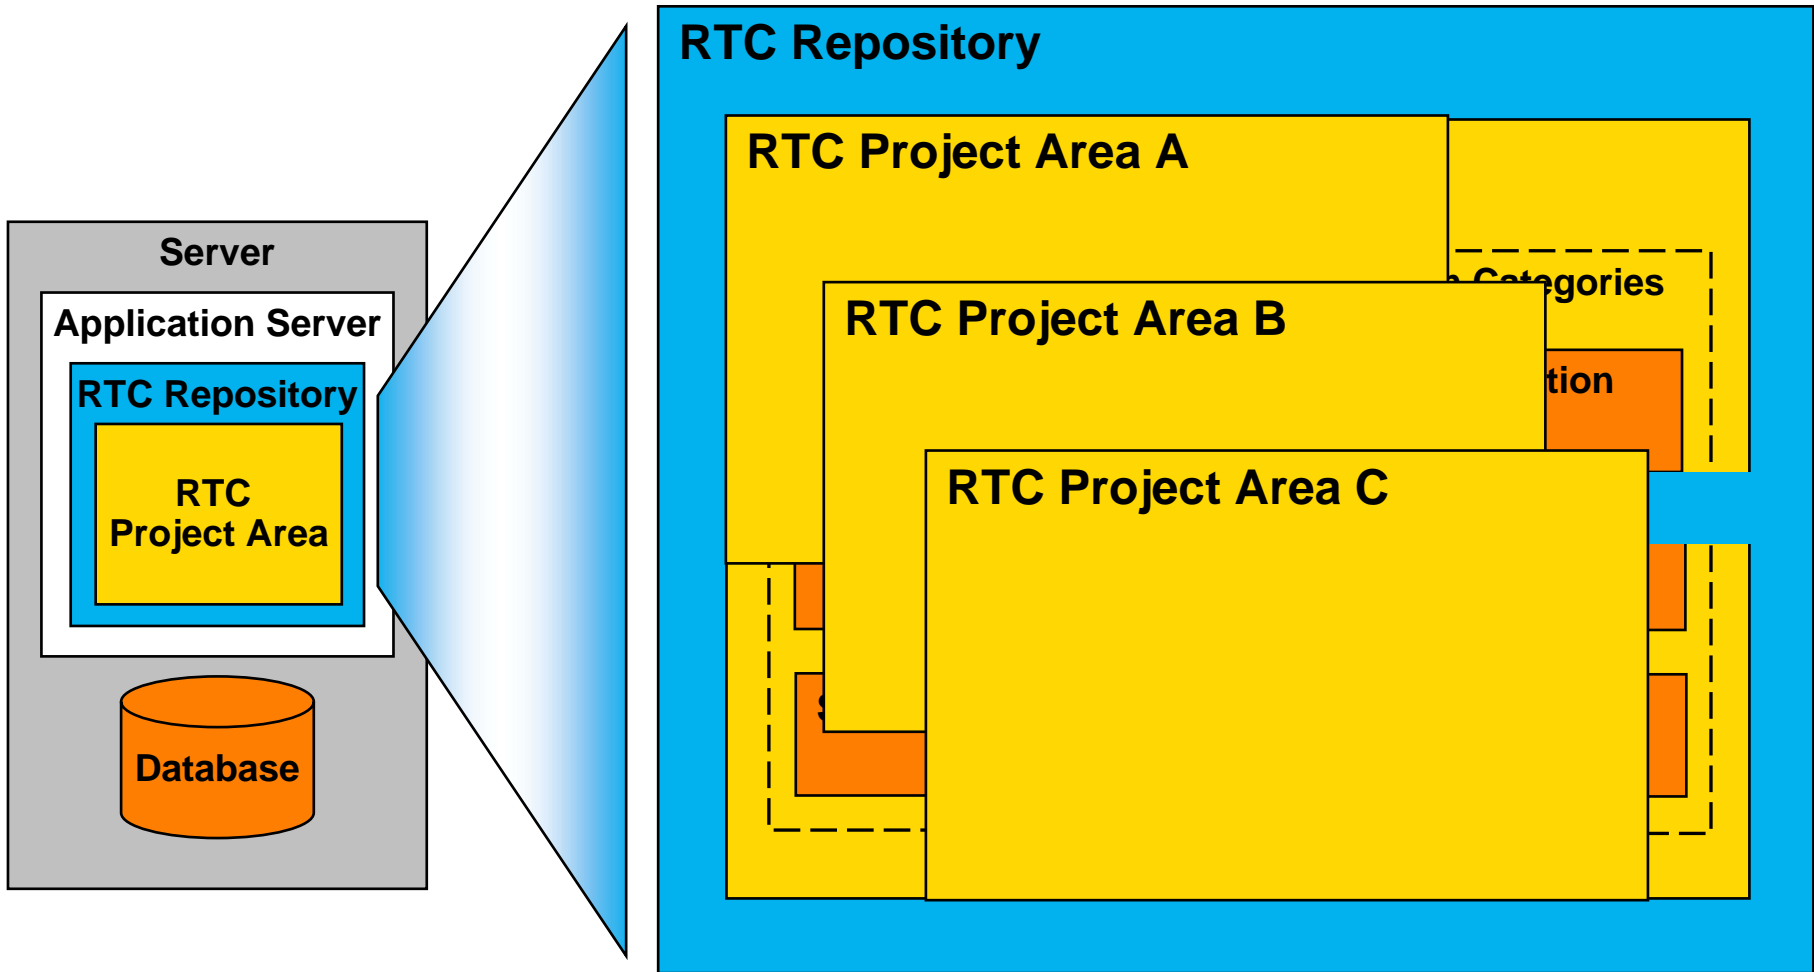 RTC Repository
RTC Project Area A
Server
Categories
Application Server
RTC Project Area B
RTC Repository
RTC Project Area C
RTC
Project Area
Database